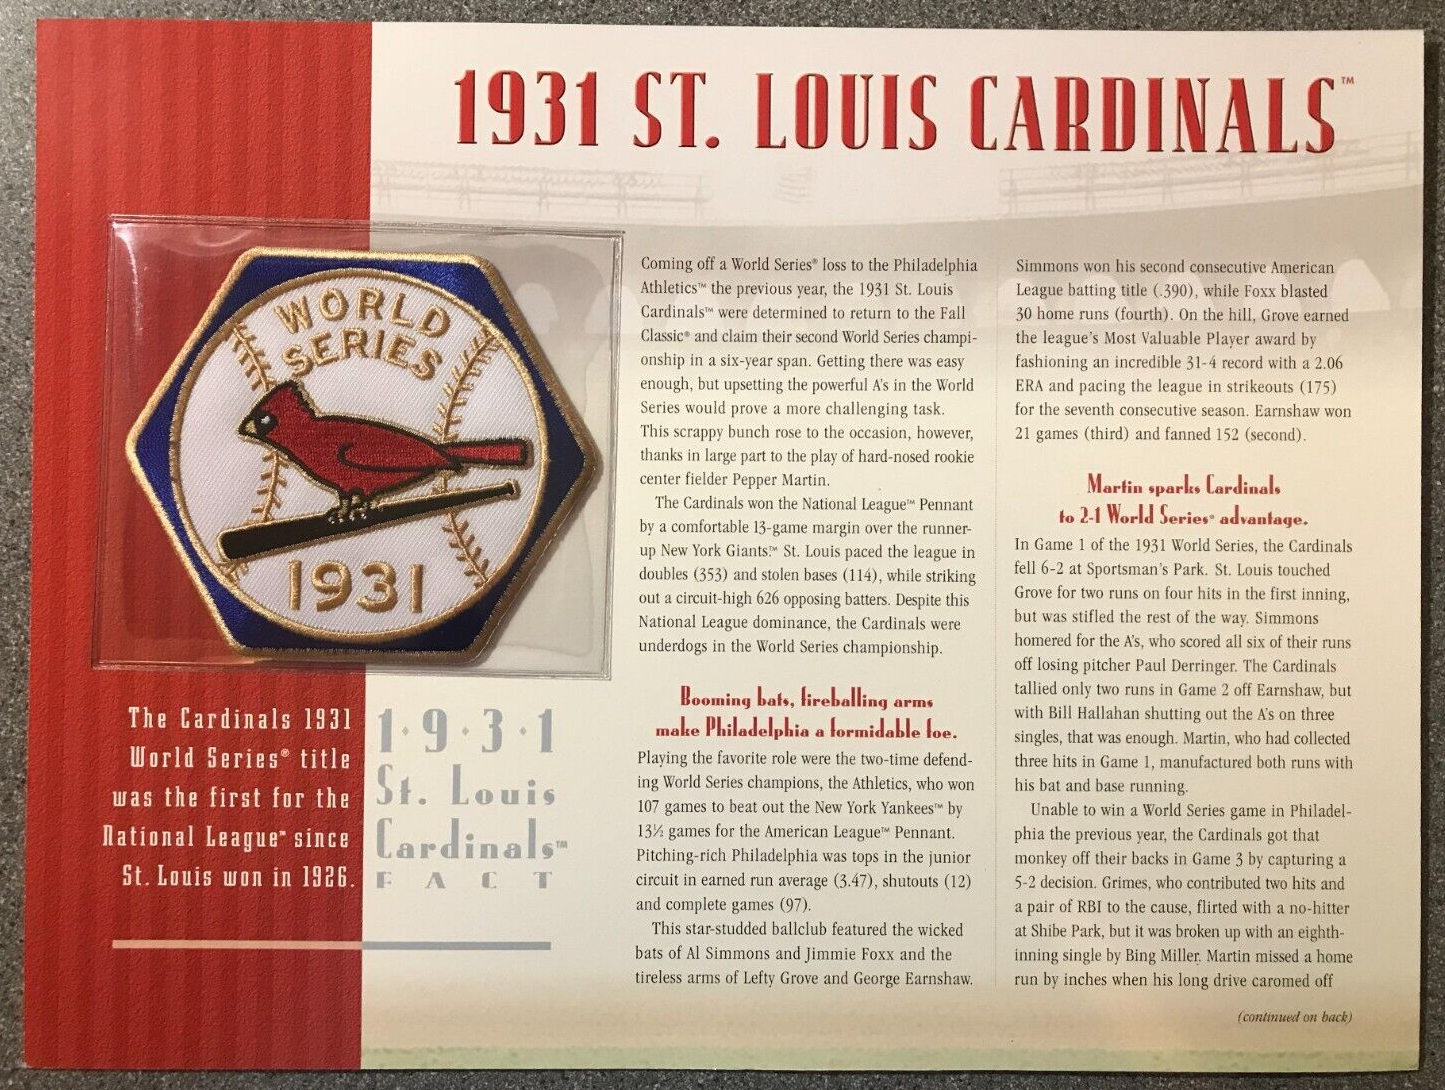 1931 ST. LOUIS CARDINALS™
WORLD
SERIES
1931
The Cardinals 1931
World Series® title
was the first for the
National League™ since
St. Louis won in 1926.
1·9·3·1
St. Louis
Cardinals™
FACT
Coming off a World Series® loss to the Philadelphia
Athletics™ the previous year, the 1931 St. Louis
Cardinals™ were determined to return to the Fall
Classic® and claim their second World Series champi-
onship in a six-year span. Getting there was easy
enough, but upsetting the powerful A's in the World
Series would prove a more challenging task.
This scrappy bunch rose to the occasion, however,
thanks in large part to the play of hard-nosed rookie
center fielder Pepper Martin.
The Cardinals won the National League™ Pennant
by a comfortable 13-game margin over the runner-
up New York Giants.™ St. Louis paced the league in
doubles (353) and stolen bases (114), while striking
out a circuit-high 626 opposing batters. Despite this
National League dominance, the Cardinals were
underdogs in the World Series championship.
Booming bats, fireballing arms
make Philadelphia a formidable foe.
Playing the favorite role were the two-time defend-
ing World Series champions, the Athletics, who won
107 games to beat out the New York Yankees™ by
13½ games for the American League™ Pennant.
Pitching-rich Philadelphia was tops in the junior
circuit in earned run average (3.47), shutouts (12)
and complete games (97).
This star-studded ballclub featured the wicked
bats of Al Simmons and Jimmie Foxx and the
tireless arms of Lefty Grove and George Earnshaw.
Simmons won his second consecutive American
League batting title (.390), while Foxx blasted
30 home runs (fourth). On the hill, Grove earned
the league's Most Valuable Player award by
fashioning an incredible 31-4 record with a 2.06
ERA and pacing the league in strikeouts (175)
for the seventh consecutive season. Earnshaw won
21 games (third) and fanned 152 (second).
Martin sparks Cardinals
to 2-1 World Series® advantage.
In Game 1 of the 1931 World Series, the Cardinals
fell 6-2 at Sportsman's Park. St. Louis touched
Grove for two runs on four hits in the first inning,
but was stifled the rest of the way. Simmons
homered for the A's, who scored all six of their runs
off losing pitcher Paul Derringer. The Cardinals
tallied only two runs in Game 2 off Earnshaw, but
with Bill Hallahan shutting out the A's on three
singles, that was enough. Martin, who had collected
three hits in Game 1, manufactured both runs with
his bat and base running.
Unable to win a World Series game in Philadel-
phia the previous year, the Cardinals got that
monkey off their backs in Game 3 by capturing a
5-2 decision. Grimes, who contributed two hits and
a pair of RBI to the cause, flirted with a no-hitter
at Shibe Park, but it was broken up with an eighth-
inning single by Bing Miller. Martin missed a home
run by inches when his long drive caromed off
(continued on back)